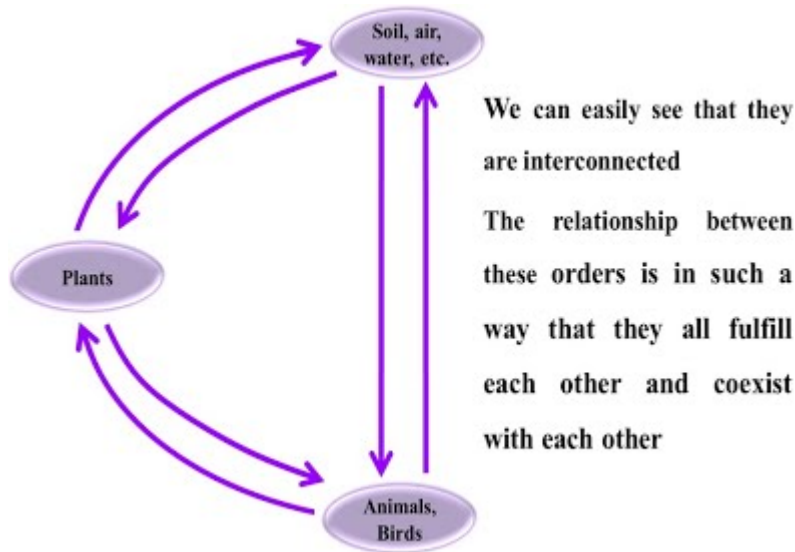 Soil, air,
water, etc.
Plants
Animals,
Birds
We can easily see that they
are interconnected
The relationship between
these orders is in such a
way that they all fulfill
each other and coexist
with each other